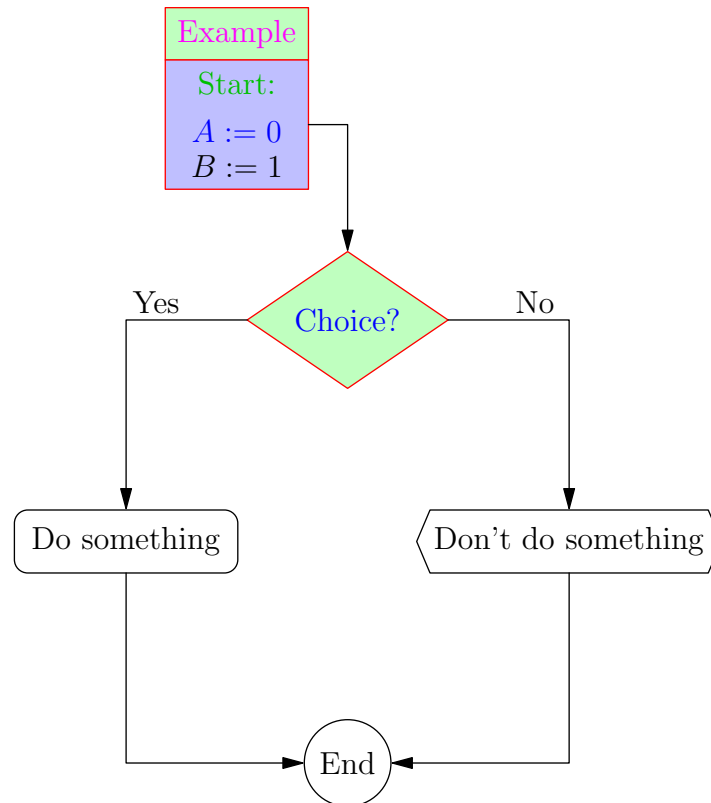 Example
Start:
A := 0
B := 1
Choice?
Yes
No
Do something
Don't do something
End